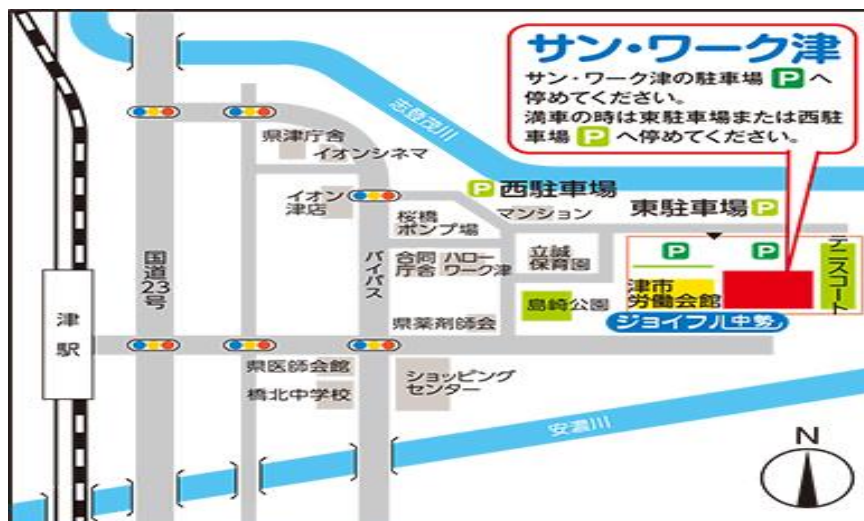 サン・ワーク津
サン・ワーク津の駐車場 P へ
停めてください。
満車の時は東駐車場または西駐
車場 P へ停めてください。
志登茂川
県津庁舎
イオンシネマ
イオン
津店
P 西駐車場
マンション
東駐車場 P
桜橋
ポンプ場
国道23号
バイパス
合同
庁舎
ハロー
ワーク津
立誠
保育園
P
P
テニスコート
津市
労働会館
島崎公園
ジョイフル中勢
津駅
県薬剤師会
県医師会館
橋北中学校
ショッピング
センター
安濃川
N